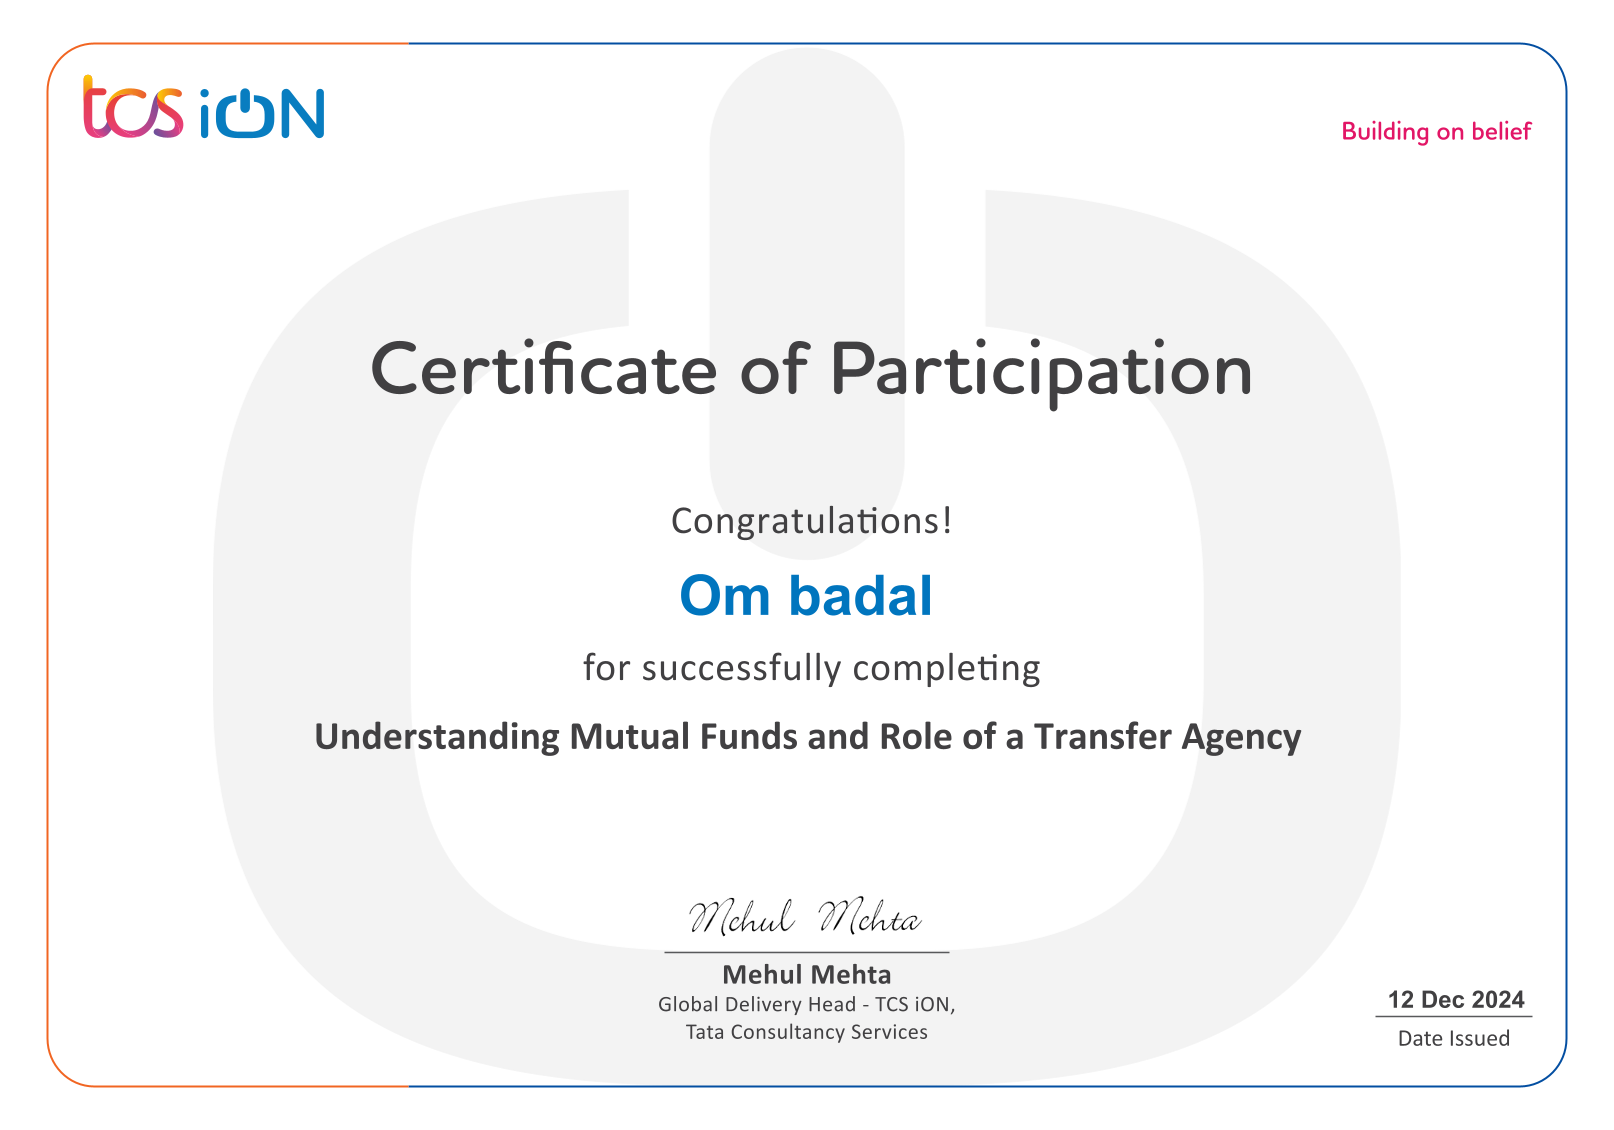 tcs iON
Building on belief
Certificate of Participation
Congratulations!
Om badal
for successfully completing
Understanding Mutual Funds and Role of a Transfer Agency
Mehul Mehta
Mehul Mehta
Global Delivery Head - TCS iON,
Tata Consultancy Services
12 Dec 2024
Date Issued